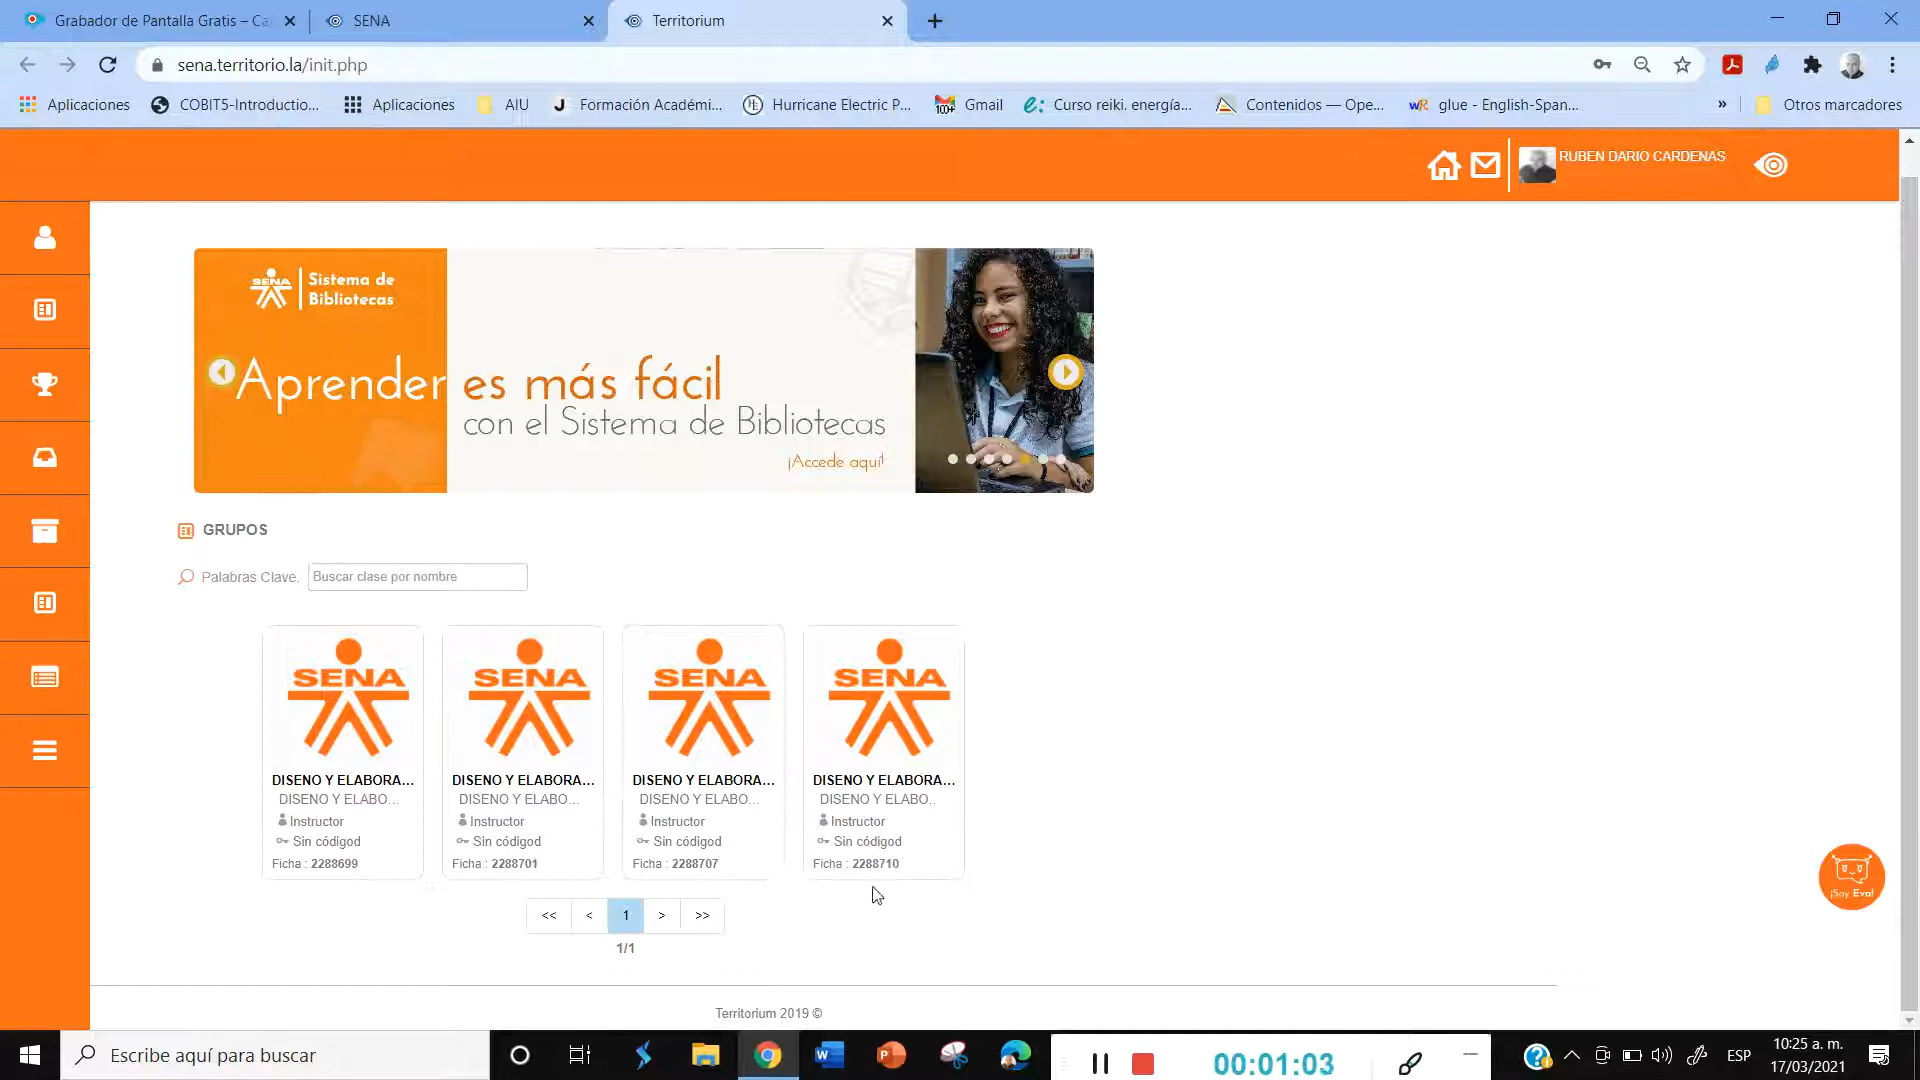 Grabador de Pantalla Gratis – Ca
SENA
Territorium
sena.territorio.la/init.php
Aplicaciones
COBIT5-Introductio...
Aplicaciones
AIU
Formación Académi...
Hurricane Electric P...
Gmail
Curso reiki. energía...
Contenidos — Ope...
glue - English-Span...
»
Otros marcadores
RUBEN DARIO CARDENAS
SENA
Sistema de
Bibliotecas
Aprender es más fácil
con el Sistema de Bibliotecas
¡Accede aquí!
GRUPOS
Palabras Clave.
Buscar clase por nombre
SENA
SENA
SENA
SENA
DISENO Y ELABORA...
DISENO Y ELABORA...
DISENO Y ELABORA...
DISENO Y ELABORA...
DISENO Y ELABO...
DISENO Y ELABO...
DISENO Y ELABO...
DISENO Y ELABO..
Instructor
Instructor
Instructor
Instructor
Sin códigod
Sin códigod
Sin códigod
Sin códigod
Ficha : 2288699
Ficha : 2288701
Ficha : 2288707
Ficha : 2288710
<<
<
1
>
>>
1/1
¡Soy Eva!
Territorium 2019 ©
Escribe aquí para buscar
00:01:03
ESP
10:25 a. m.
17/03/2021